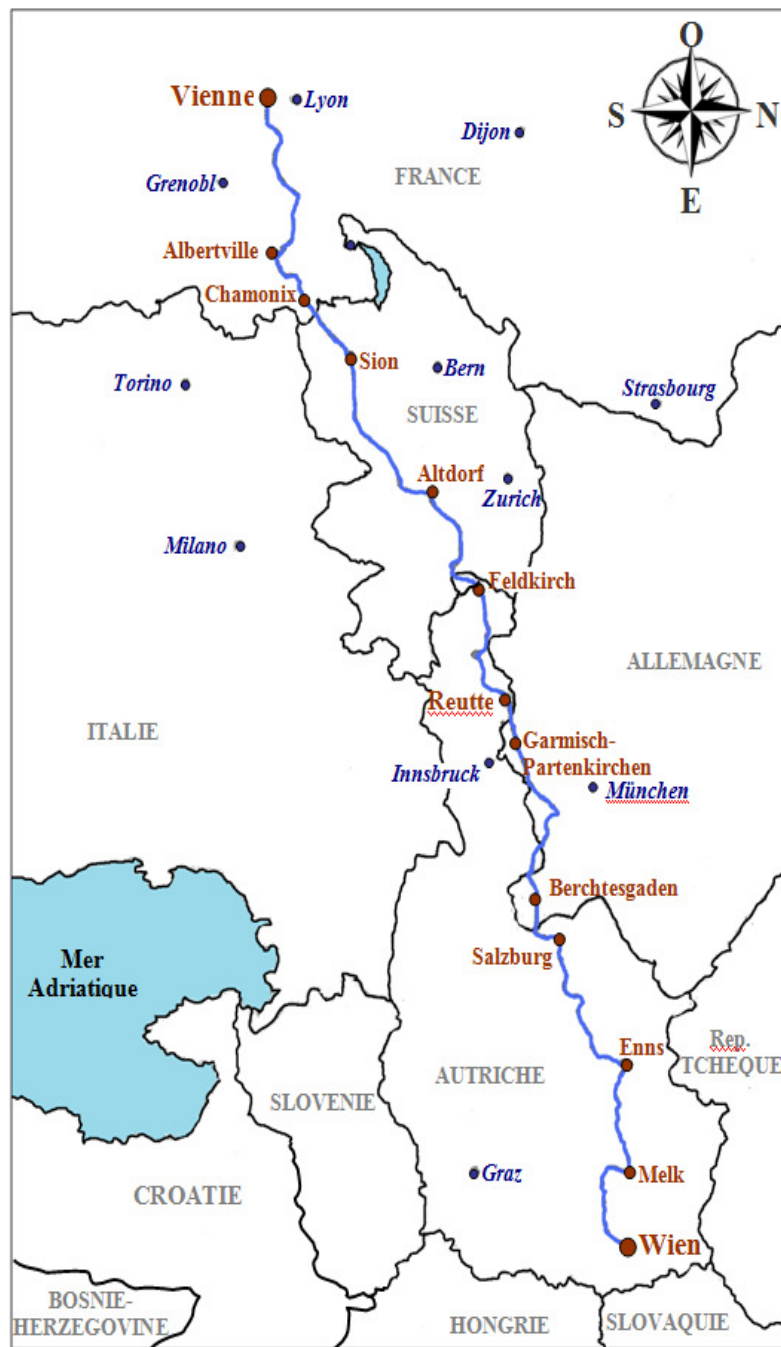 O
S
N
E
Vienne
Lyon
Dijon
FRANCE
Grenobl
Albertville
Chamonix
Sion
Bern
Torino
Strasbourg
SUISSE
Altdorf
Zurich
Milano
Feldkirch
ALLEMAGNE
Reutte
ITALIE
Garmisch-
Partenkirchen
Innsbruck
München
Berchtesgaden
Salzburg
Mer
Adriatique
Rep.
TCHEQUE
Enns
AUTRICHE
SLOVENIE
Graz
Melk
CROATIE
Wien
BOSNIE-
HERZEGOVINE
HONGRIE
SLOVAQUIE